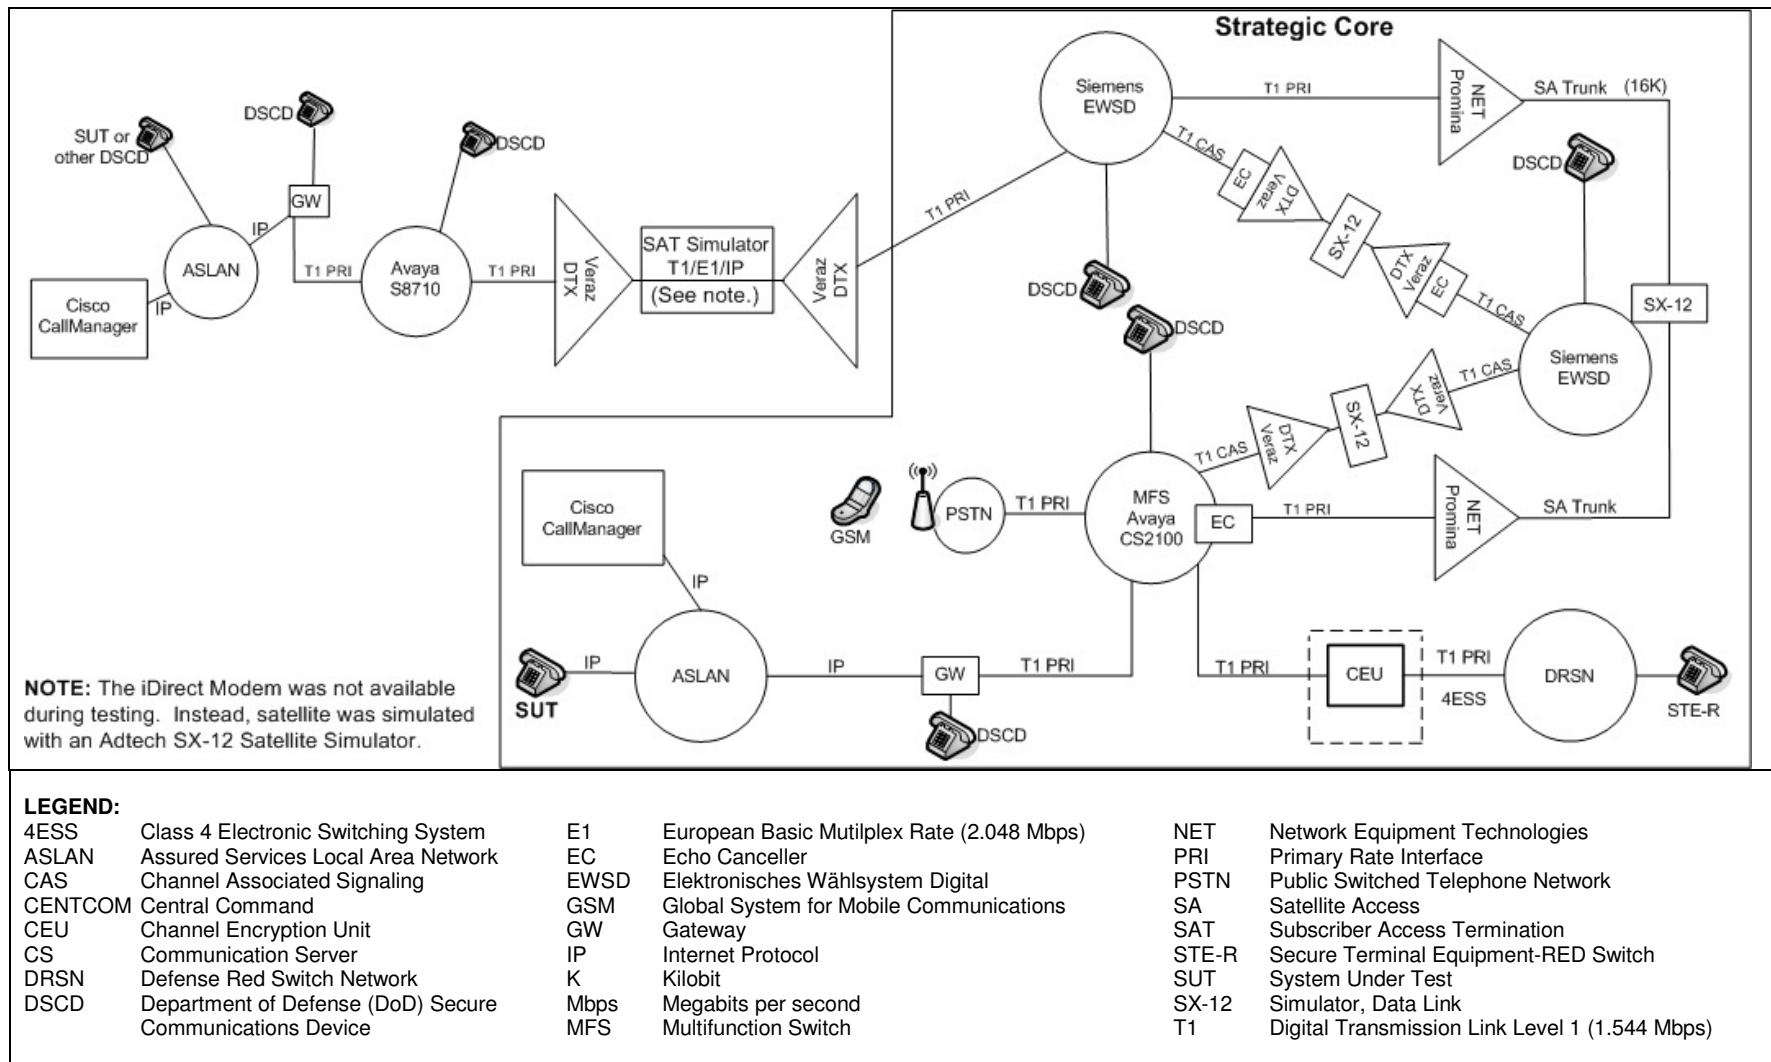 Strategic Core
SUT or
other DSCD
DSCD
DSCD
GW
IP
ASLAN
IP
Cisco
CallManager
T1 PRI
Avaya
S8710
T1 PRI
Veraz
DTX
SAT Simulator
T1/E1/IP
(See note.)
Veraz
DTX
T1 PRI
Siemens
EWSD
T1 PRI
NET
Promina
SA Trunk (16K)
T1 CAS
EC
DTX
Veraz
SX-12
DTX
Veraz
EC
T1 CAS
DSCD
DSCD
DSCD
SX-12
Siemens
EWSD
T1 CAS
DTX
Veraz
SX-12
DTX
Veraz
T1 CAS
MFS
Avaya
CS2100
EC
T1 PRI
NET
Promina
SA Trunk
GSM
PSTN
T1 PRI
Cisco
CallManager
IP
SUT
IP
ASLAN
IP
GW
T1 PRI
DSCD
T1 PRI
CEU
T1 PRI
4ESS
DRSN
STE-R
NOTE: The iDirect Modem was not available
during testing. Instead, satellite was simulated
with an Adtech SX-12 Satellite Simulator.
LEGEND:
4ESS Class 4 Electronic Switching System
ASLAN Assured Services Local Area Network
CAS Channel Associated Signaling
CENTCOM Central Command
CEU Channel Encryption Unit
CS Communication Server
DRSN Defense Red Switch Network
DSCD Department of Defense (DoD) Secure
Communications Device
E1 European Basic Mutilplex Rate (2.048 Mbps)
EC Echo Canceller
EWSD Elektronisches Wählsystem Digital
GSM Global System for Mobile Communications
GW Gateway
IP Internet Protocol
K Kilobit
Mbps Megabits per second
MFS Multifunction Switch
NET Network Equipment Technologies
PRI Primary Rate Interface
PSTN Public Switched Telephone Network
SA Satellite Access
SAT Subscriber Access Termination
STE-R Secure Terminal Equipment-RED Switch
SUT System Under Test
SX-12 Simulator, Data Link
T1 Digital Transmission Link Level 1 (1.544 Mbps)